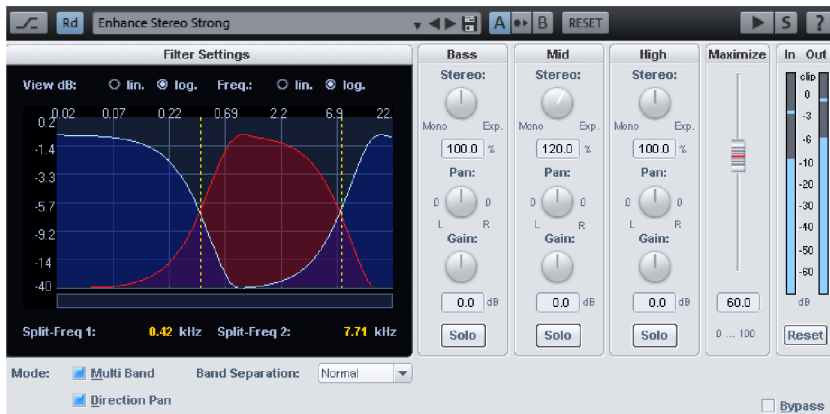 Rd Enhance Stereo Strong A B RESET S ?
Filter Settings Bass Mid High Maximize In Out
View dB: lin. log. Freq.: lin. log.
Stereo: Stereo: Stereo:
clip
0.02 0.07 0.22 0.69 2.2 6.9 22.
0.2
-1.4
-3.3
-5.7
-9.2
-14
-40
Mono Exp. Mono Exp. Mono Exp.
100.0 % 120.0 % 100.0 %
Pan: Pan: Pan:
0 0 0 0 0 0
L R L R L R
Gain: Gain: Gain:
0
-3
-6
-10
-20
-30
-40
-50
-60
0.0 dB 0.0 dB 0.0 dB 60.0 dB
Split-Freq 1: 0.42 kHz Split-Freq 2: 7.71 kHz
Solo Solo Solo 0 ... 100 Reset
Mode: Multi Band Band Separation: Normal
Direction Pan
Bypass